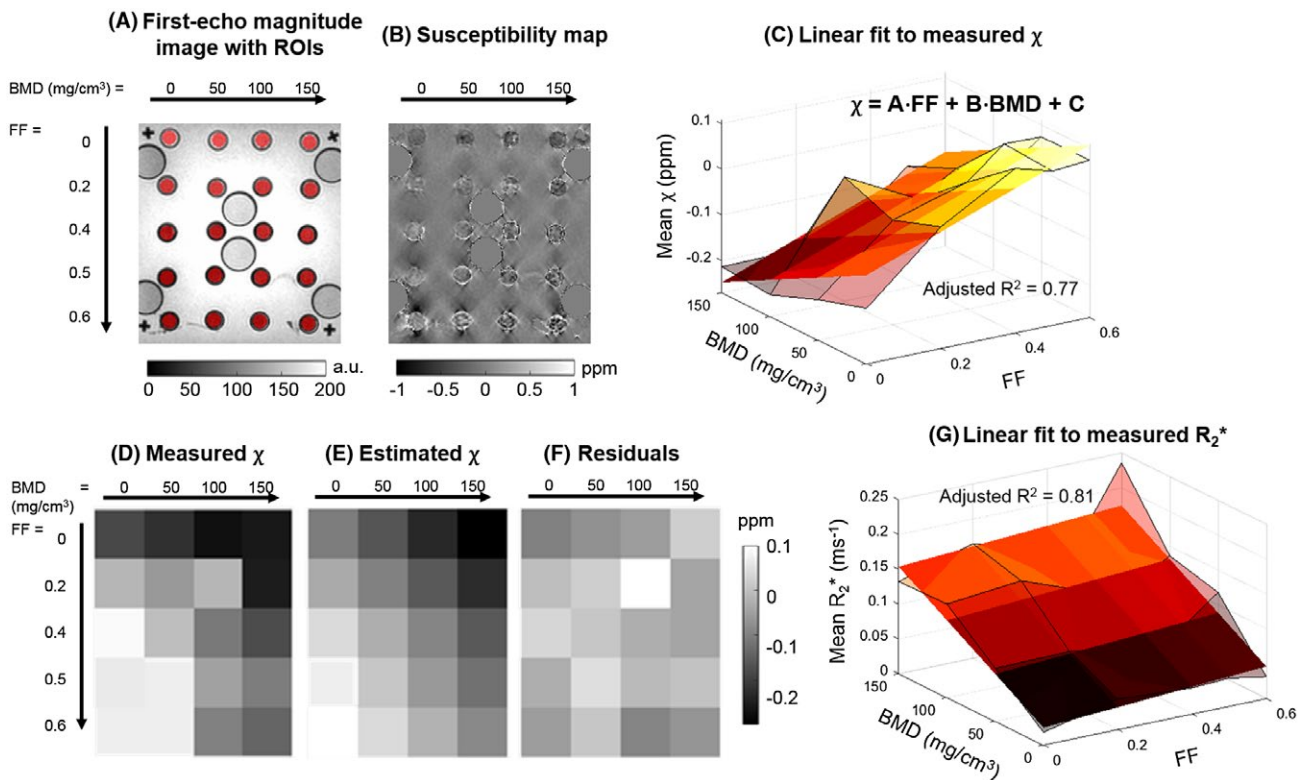 (A) First-echo magnitude
image with ROIs
BMD (mg/cm³) =
0 50 100 150
FF =
0
0.2
0.4
0.5
0.6
a.u.
0 50 100 150 200
(B) Susceptibility map
0 50 100 150
ppm
-1 -0.5 0 0.5 1
(C) Linear fit to measured χ
χ = A·FF + B·BMD + C
Mean χ (ppm)
0.1
0
-0.1
-0.2
Adjusted R² = 0.77
150
100
50
0
BMD (mg/cm³)
0
0.2
0.4
0.6
FF
(D) Measured χ
BMD =
(mg/cm³)
0 50 100 150
FF =
0
0.2
0.4
0.5
0.6
(E) Estimated χ
0 50 100 150
(F) Residuals
0 50 100 150
ppm
0.1
0
-0.1
-0.2
(G) Linear fit to measured R₂*
Adjusted R² = 0.81
Mean R₂* (ms⁻¹)
0.25
0.2
0.15
0.1
0.05
0
150
100
50
0
BMD (mg/cm³)
0
0.2
0.4
0.6
FF